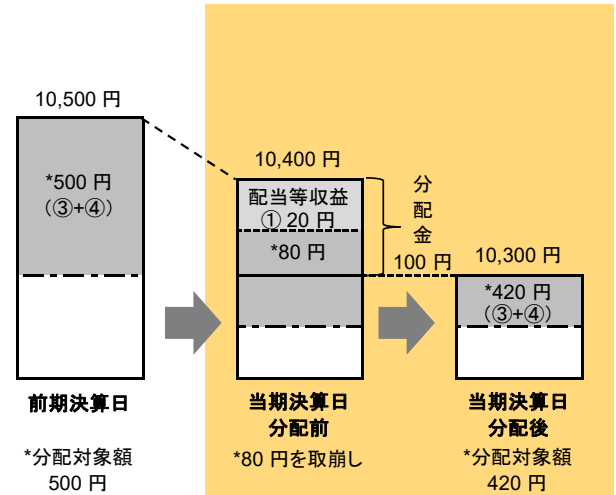 10,500 円
*500 円
(③+④)
前期決算日
*分配対象額
500 円
10,400 円
配当等収益
① 20 円
*80 円
分配金
100 円
当期決算日
分配前
*80 円を取崩し
10,300 円
*420 円
(③+④)
当期決算日
分配後
*分配対象額
420 円